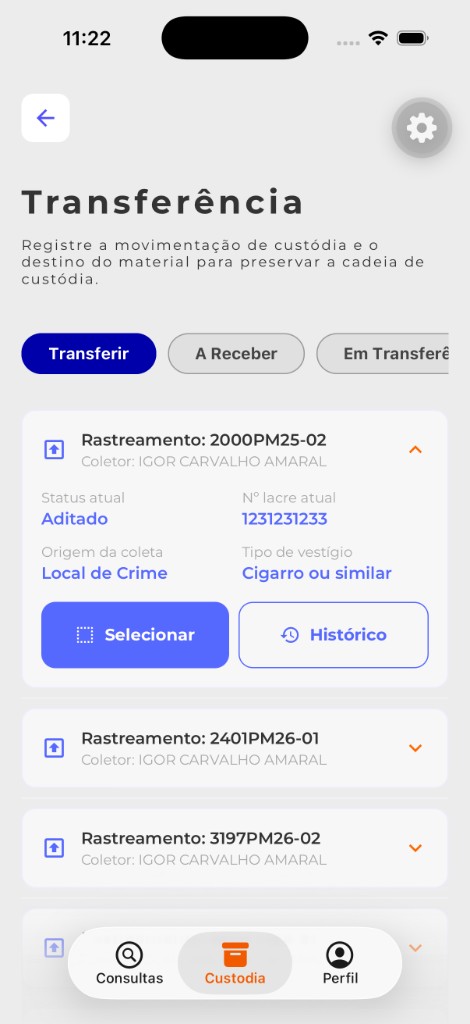 11:22
Transferência
Registre a movimentação de custódia e o
destino do material para preservar a cadeia de
custódia.
Transferir
A Receber
Em Transferê
Rastreamento: 2000PM25-02
Coletor: IGOR CARVALHO AMARAL
Status atual
Nº lacre atual
Aditado
1231231233
Origem da coleta
Tipo de vestígio
Local de Crime
Cigarro ou similar
Selecionar
Histórico
Rastreamento: 2401PM26-01
Coletor: IGOR CARVALHO AMARAL
Rastreamento: 3197PM26-02
Coletor: IGOR CARVALHO AMARAL
Consultas
Custodia
Perfil